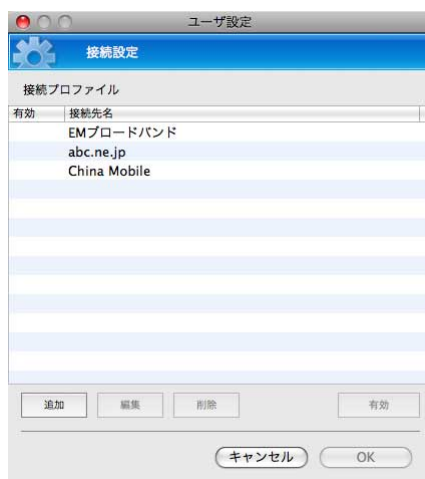 ユーザ設定
接続設定
接続プロファイル
有効 接続先名
EMブロードバンド
abc.ne.jp
China Mobile
追加 編集 削除 有効
キャンセル OK